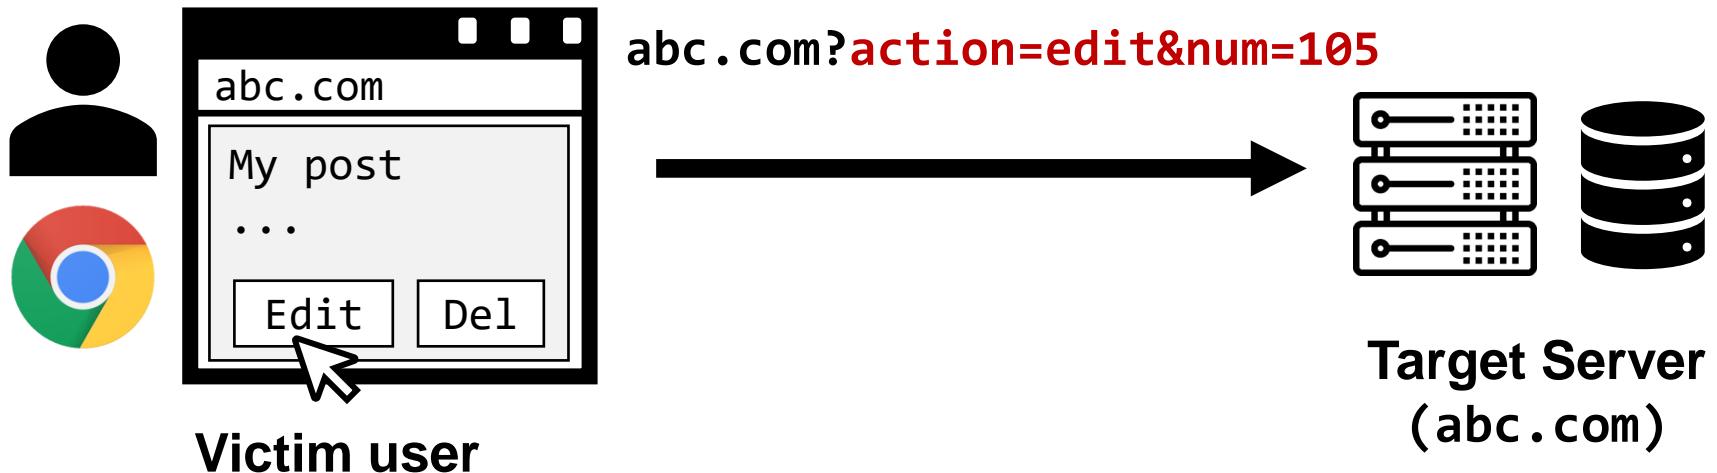 abc.com?action=edit&num=105
abc.com
My post
...
Edit
Del
Victim user
Target Server
(abc.com)